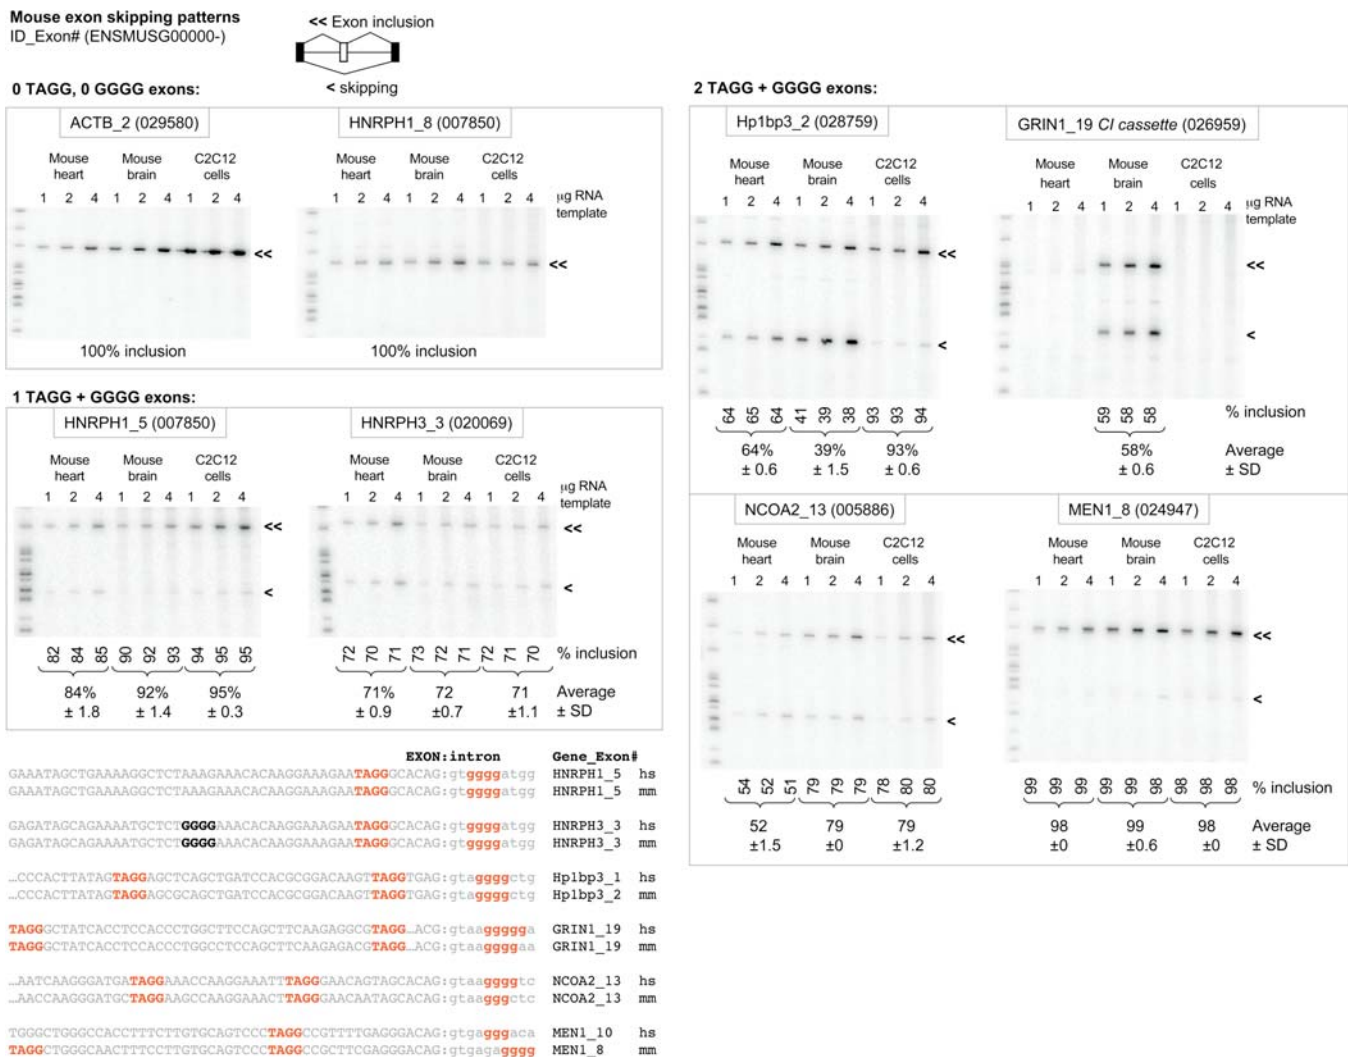 Mouse exon skipping patterns
ID_Exon# (ENSMUSG00000-)
<< Exon inclusion
< skipping
0 TAGG, 0 GGGG exons:
ACTB_2 (029580)
HNRPH1_8 (007850)
Mouse heart Mouse brain C2C12 cells
Mouse heart Mouse brain C2C12 cells
1 2 4 1 2 4 1 2 4
1 2 4 1 2 4 1 2 4
µg RNA template
<<
<<
100% inclusion
100% inclusion
1 TAGG + GGGG exons:
HNRPH1_5 (007850)
HNRPH3_3 (020069)
Mouse heart Mouse brain C2C12 cells
Mouse heart Mouse brain C2C12 cells
1 2 4 1 2 4 1 2 4
1 2 4 1 2 4 1 2 4
µg RNA template
<<
<
<<
<
82 84 85 90 92 93 94 95 95
72 70 71 73 72 71 72 71 70
% inclusion
84% 92% 95%
71% 72 71
Average
± 1.8 ± 1.4 ± 0.3
± 0.9 ±0.7 ±1.1
± SD
EXON:intron Gene_Exon#
GAAATAGCTGAAAAGGCTCTAAAGAAACACAAGGAAAGAATAGGGCACAG:gtggggatgg HNRPH1_5 hs
GAAATAGCTGAAAAGGCTCTAAAGAAACACAAGGAAAGAATAGGGCACAG:gtggggatgg HNRPH1_5 mm
GAGATAGCAGAAAATGCTCTGGGGAAACACAAGGAAAGAATAGGGCACAG:gtggggatgg HNRPH3_3 hs
GAGATAGCAGAAAATGCTCTGGGGAAACACAAGGAAAGAATAGGGCACAG:gtggggatgg HNRPH3_3 mm
…CCCACTTATAGTAGGAGCTCAGCTGATCCACGCGGACAAGTTAGGTGAG:gtaggggctg Hp1bp3_1 hs
…CCCACTTATAGTAGGAGCGCAGCTGATCCACGCGGACAAGTTAGGTGAG:gtaggggctg Hp1bp3_2 mm
TAGGGCTATCACCTCCACCCTGGCTTCCAGCTTCAAGAGGCGTAGG…ACG:gtaaggggga GRIN1_19 hs
TAGGGCTATCACCTCCACCCTGGCCTCCAGCTTCAAGAGACGTAGG…ACG:gtaaggggaa GRIN1_19 mm
…AATCAAGGGATGATAGGAAACCAAGGAAATTTAGGGAACAGTAGCACAG:gtaaggggtc NCOA2_13 hs
…AACCAAGGGATGCTAGGAAGCCAAGGAAACTTAGGGAACAATAGCACAG:gtaagggctc NCOA2_13 mm
TGGGCTGGGCCACCTTTCTTGTGCAGTCCCTAGGCCGTTTTGAGGGACAG:gtgagggaca MEN1_10 hs
TAGGCTGGGCAACTTTCCTTGTGCAGTCCCTAGGCCGCTTCGAGGGACAG:gtgagagggg MEN1_8 mm
2 TAGG + GGGG exons:
Hp1bp3_2 (028759)
GRIN1_19 CI cassette (026959)
Mouse heart Mouse brain C2C12 cells
Mouse heart Mouse brain C2C12 cells
1 2 4 1 2 4 1 2 4
1 2 4 1 2 4 1 2 4
µg RNA template
<<
<
<<
<
64 65 64 41 39 38 93 93 94
59 58 58
% inclusion
64% 39% 93%
58%
Average
± 0.6 ± 1.5 ± 0.6
± 0.6
± SD
NCOA2_13 (005886)
MEN1_8 (024947)
Mouse heart Mouse brain C2C12 cells
Mouse heart Mouse brain C2C12 cells
1 2 4 1 2 4 1 2 4
1 2 4 1 2 4 1 2 4
<<
<
<<
<
54 52 51 79 79 79 78 80 80
99 99 99 99 99 98 98 98 98
% inclusion
52 79 79
98 99 98
Average
±1.5 ±0 ±1.2
±0 ±0.6 ±0
± SD